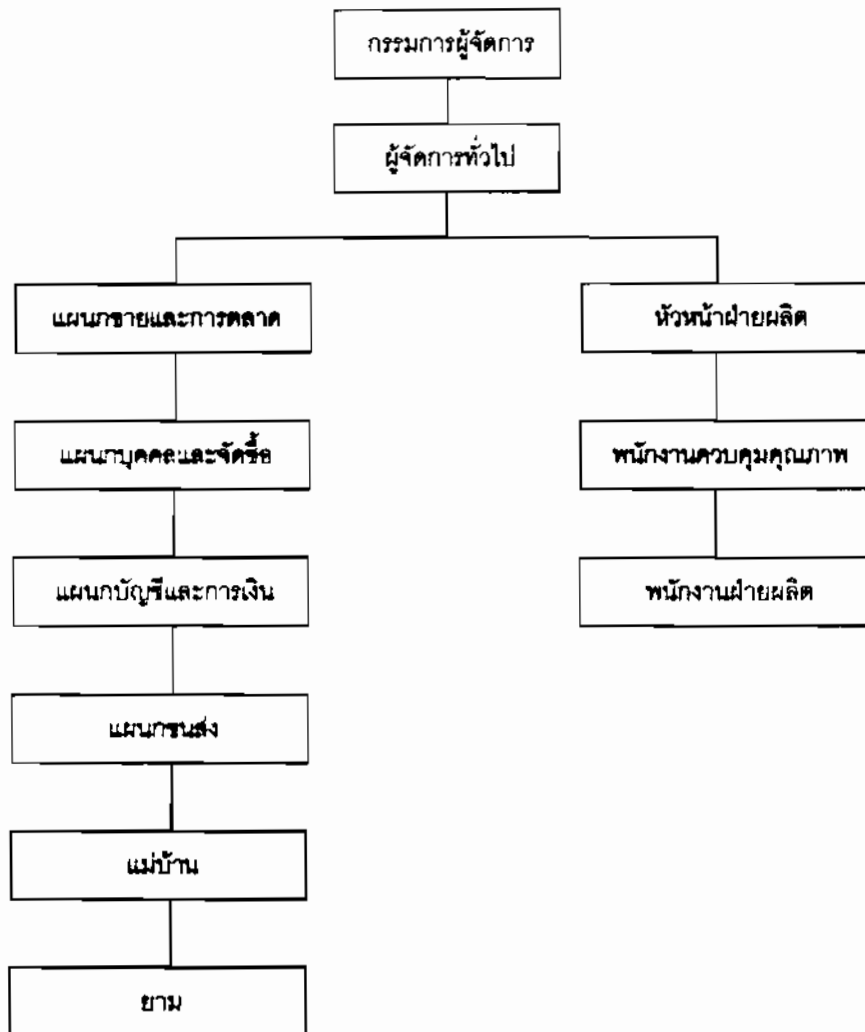 กรรมการผู้จัดการ
ผู้จัดการทั่วไป
แผนกขายและการตลาด
หัวหน้าฝ่ายผลิต
แผนกบุคคลและจัดซื้อ
พนักงานควบคุมคุณภาพ
แผนกบัญชีและการเงิน
พนักงานฝ่ายผลิต
แผนกขนส่ง
แม่บ้าน
ยาม